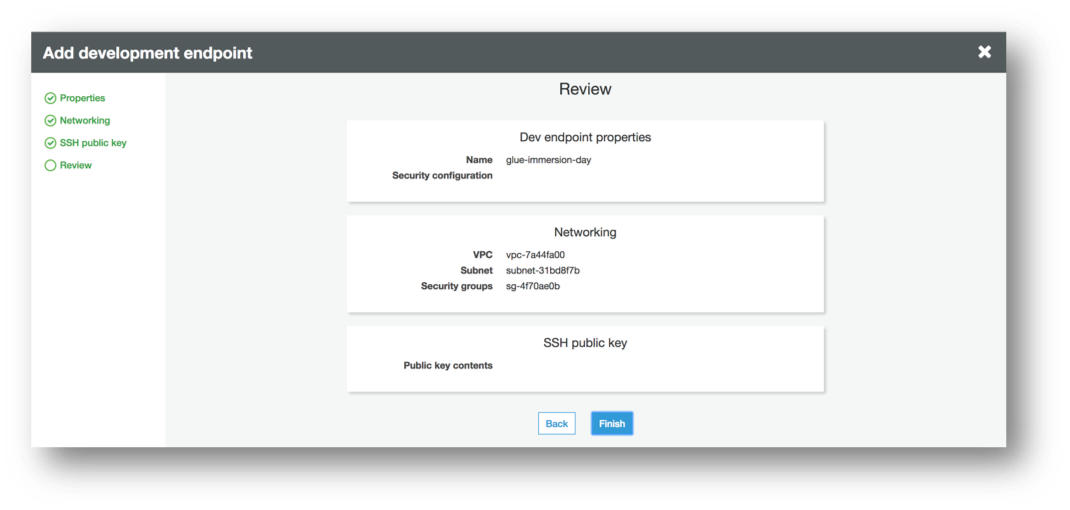 Add development endpoint
Properties
Networking
SSH public key
Review
Review
Dev endpoint properties
Name glue-immersion-day
Security configuration
Networking
VPC vpc-7a44fa00
Subnet subnet-31bd8f7b
Security groups sg-4f70ae0b
SSH public key
Public key contents
Back Finish